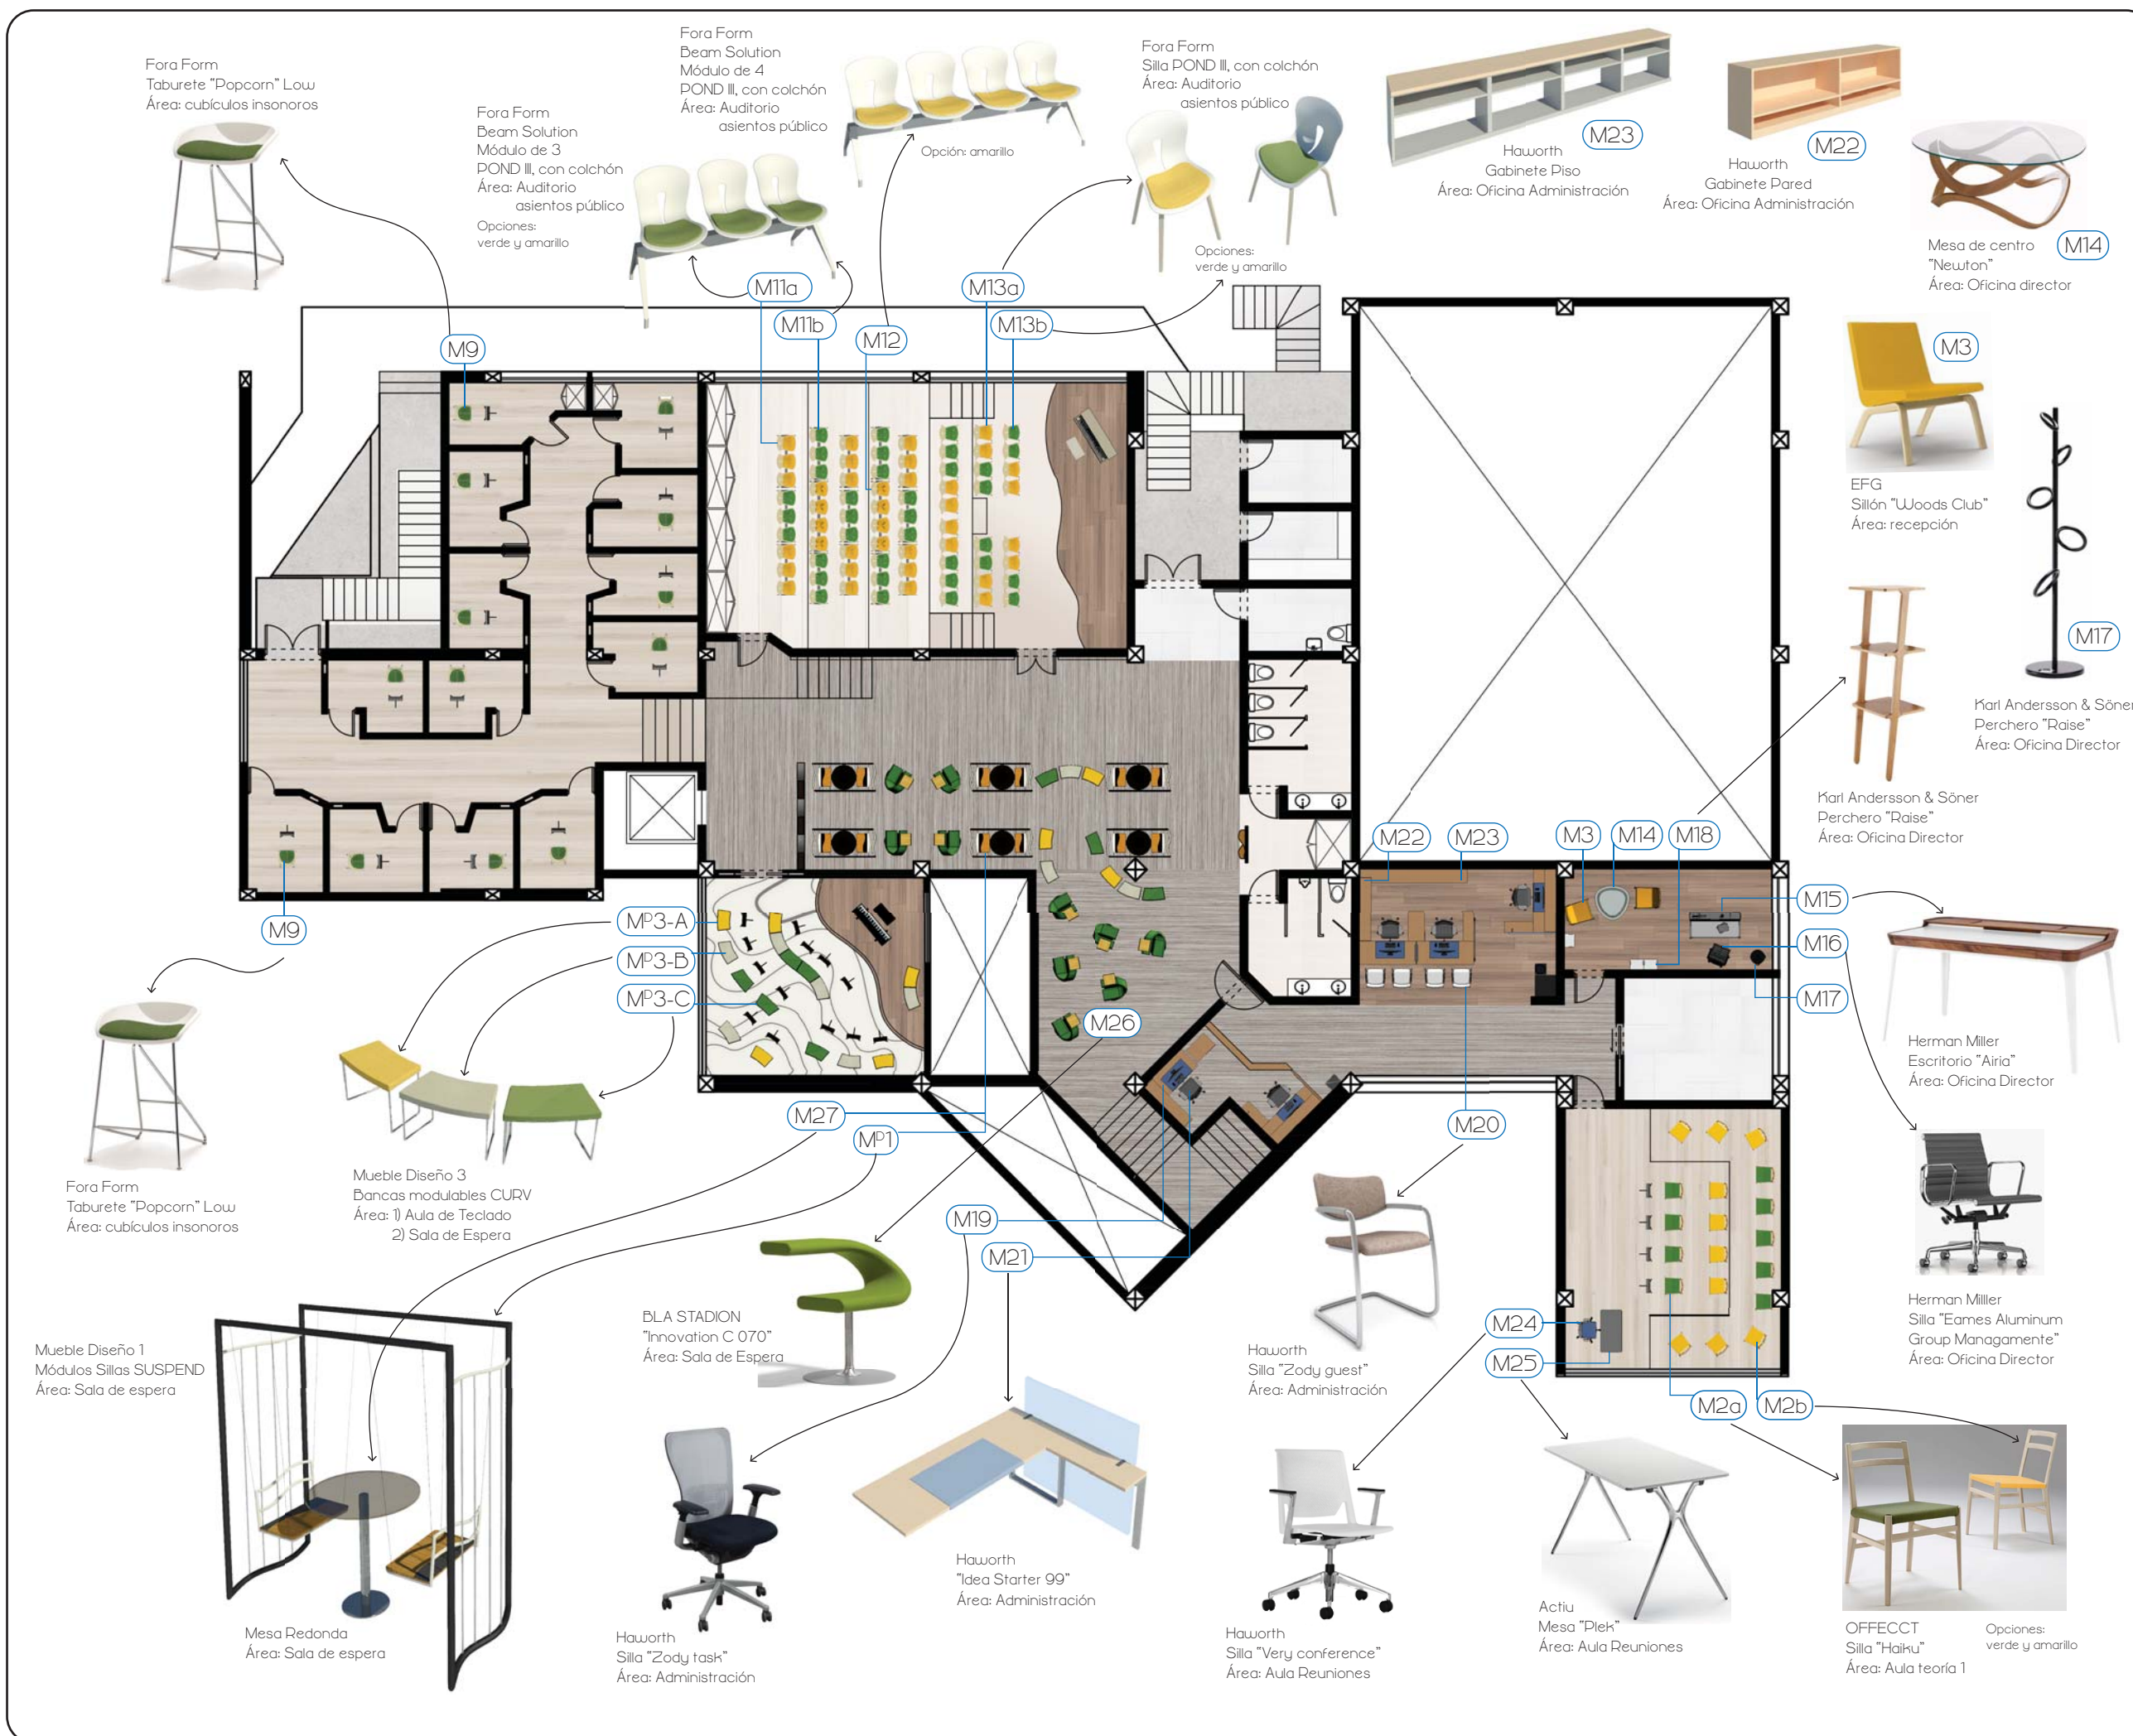 Fora Form
Taburete "Popcorn" Low
Área: cubículos insonoros
Fora Form
Beam Solution
Módulo de 3
POND III, con colchón
Área: Auditorio
asientos público
Opciones:
verde y amarillo
Fora Form
Beam Solution
Módulo de 4
POND III, con colchón
Área: Auditorio
asientos público
Opción: amarillo
Fora Form
Silla POND III, con colchón
Área: Auditorio
asientos público
Opciones:
verde y amarillo
M23
Haworth
Gabinete Piso
Área: Oficina Administración
M22
Haworth
Gabinete Pared
Área: Oficina Administración
Mesa de centro
"Newton"
Área: Oficina director
M14
M3
EFG
Sillón "Woods Club"
Área: recepción
M17
Karl Andersson & Söner
Perchero "Raise"
Área: Oficina Director
Karl Andersson & Söner
Perchero "Raise"
Área: Oficina Director
M9
M11a
M11b
M12
M13a
M13b
M22
M23
M3
M14
M18
M15
M16
M17
M9
MP3-A
MP3-B
MP3-C
M26
M27
MP1
M20
M19
M21
M24
M25
M2a
M2b
Herman Miller
Escritorio "Airia"
Área: Oficina Director
Fora Form
Taburete "Popcorn" Low
Área: cubículos insonoros
Mueble Diseño 3
Bancas modulables CURV
Área: 1) Aula de Teclado
2) Sala de Espera
Herman Milller
Silla "Eames Aluminum
Group Managamente"
Área: Oficina Director
BLA STADION
"Innovation C 070"
Área: Sala de Espera
Mueble Diseño 1
Módulos Sillas SUSPEND
Área: Sala de espera
Haworth
Silla "Zody guest"
Área: Administración
Mesa Redonda
Área: Sala de espera
Haworth
Silla "Zody task"
Área: Administración
Haworth
"Idea Starter 99"
Área: Administración
Haworth
Silla "Very conference"
Área: Aula Reuniones
Actiu
Mesa "Plek"
Área: Aula Reuniones
OFFECCT
Silla "Haiku"
Área: Aula teoría 1
Opciones:
verde y amarillo